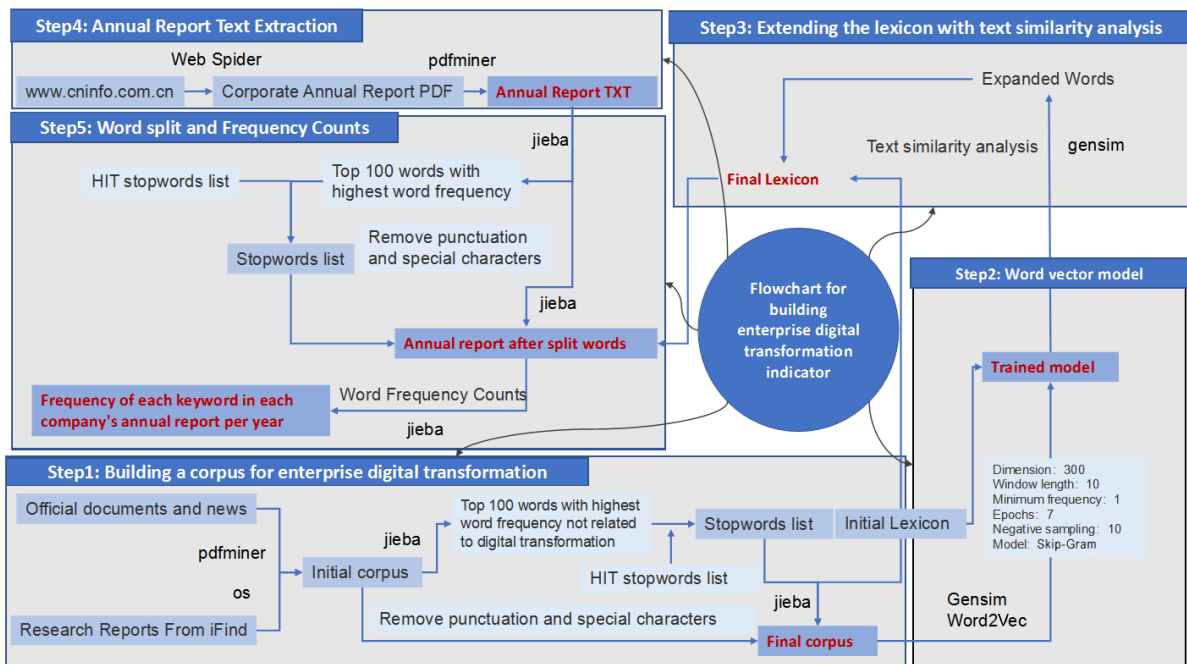 Step4: Annual Report Text Extraction
Web Spider
pdfminer
www.cninfo.com.cn
Corporate Annual Report PDF
Annual Report TXT
Step3: Extending the lexicon with text similarity analysis
Expanded Words
Text similarity analysis
gensim
Final Lexicon
Step5: Word split and Frequency Counts
jieba
HIT stopwords list
Top 100 words with
highest word frequency
Remove punctuation
and special characters
Stopwords list
jieba
Annual report after split words
Word Frequency Counts
Frequency of each keyword in each
company's annual report per year
jieba
Flowchart for
building
enterprise digital
transformation
indicator
Step2: Word vector model
Trained model
Dimension: 300
Window length: 10
Minimum frequency: 1
Epochs: 7
Negative sampling: 10
Model: Skip-Gram
Gensim
Word2Vec
Step1: Building a corpus for enterprise digital transformation
Official documents and news
pdfminer
os
Research Reports From iFind
Initial corpus
jieba
Top 100 words with highest
word frequency not related
to digital transformation
Stopwords list
Initial Lexicon
HIT stopwords list
jieba
Remove punctuation and special characters
Final corpus